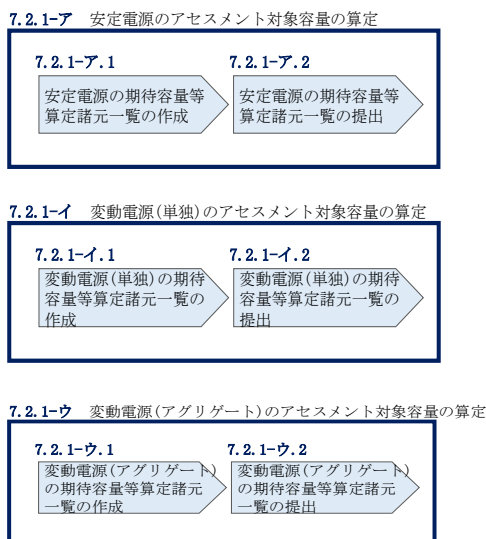 7.2.1-ア 安定電源のアセスメント対象容量の算定
7.2.1-ア.1 7.2.1-ア.2
安定電源の期待容量等
算定諸元一覧の作成
安定電源の期待容量等
算定諸元一覧の提出
7.2.1-イ 変動電源(単独)のアセスメント対象容量の算定
7.2.1-イ.1 7.2.1-イ.2
変動電源(単独)の期待
容量等算定諸元一覧の
作成
変動電源(単独)の期待
容量等算定諸元一覧の
提出
7.2.1-ウ 変動電源(アグリゲート)のアセスメント対象容量の算定
7.2.1-ウ.1 7.2.1-ウ.2
変動電源(アグリゲート)
の期待容量等算定諸元
一覧の作成
変動電源(アグリゲート)
の期待容量等算定諸元
一覧の提出